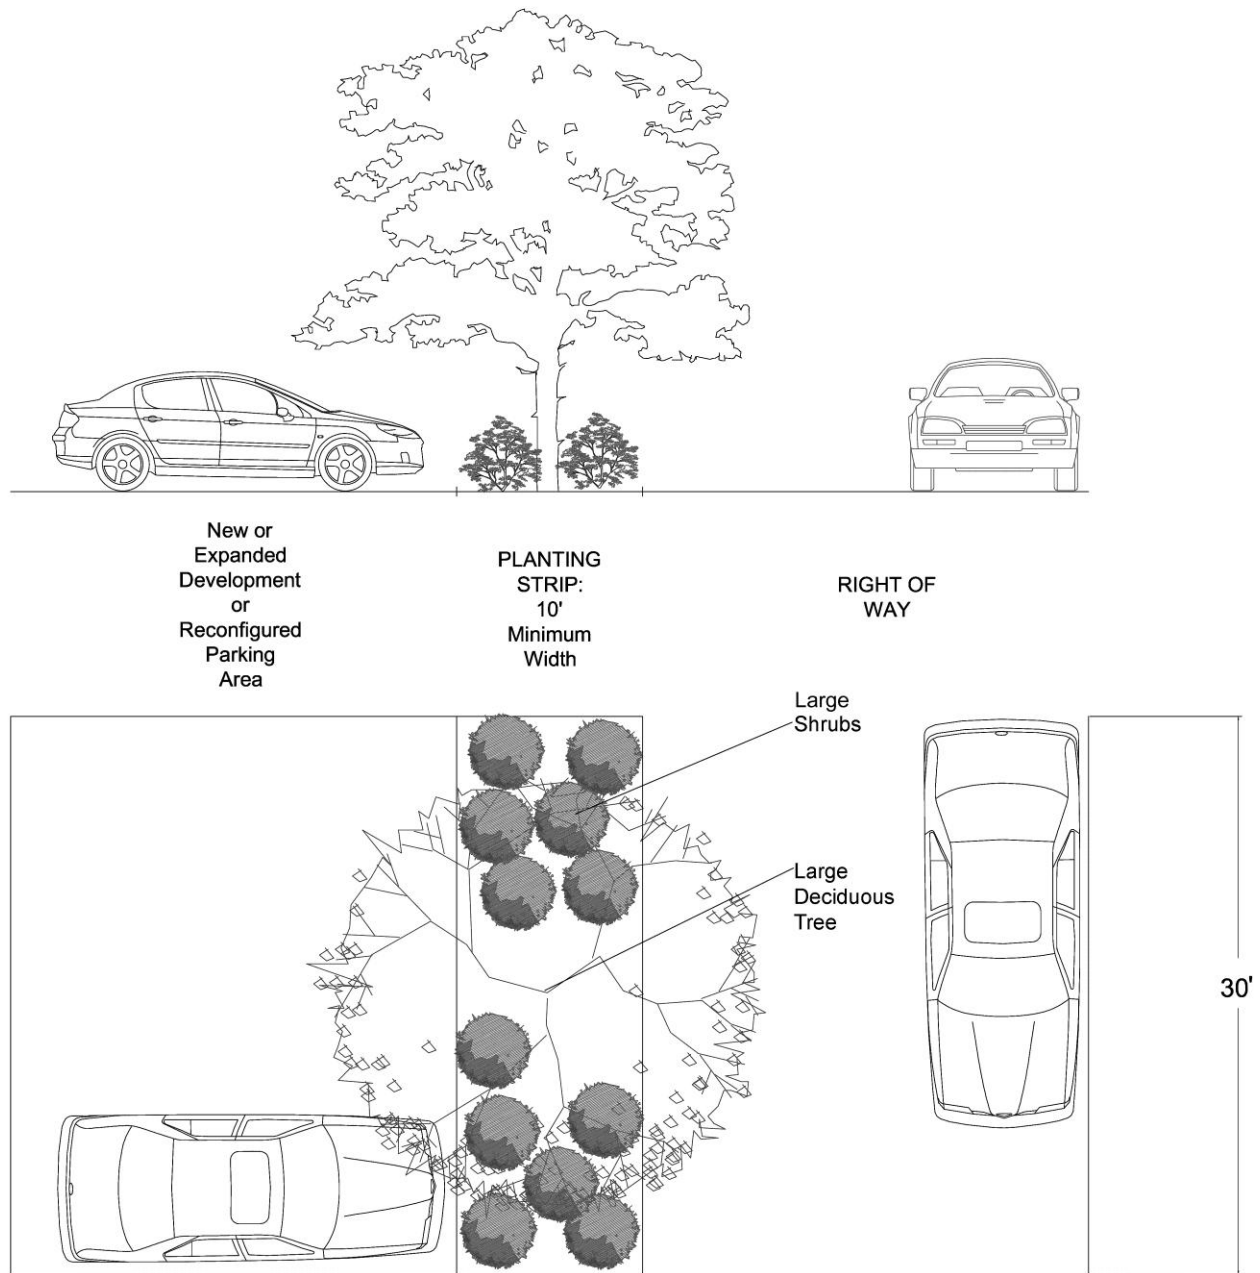 New or
Expanded
Development
or
Reconfigured
Parking
Area
PLANTING
STRIP:
10'
Minimum
Width
RIGHT OF
WAY
Large
Shrubs
Large
Deciduous
Tree
30'